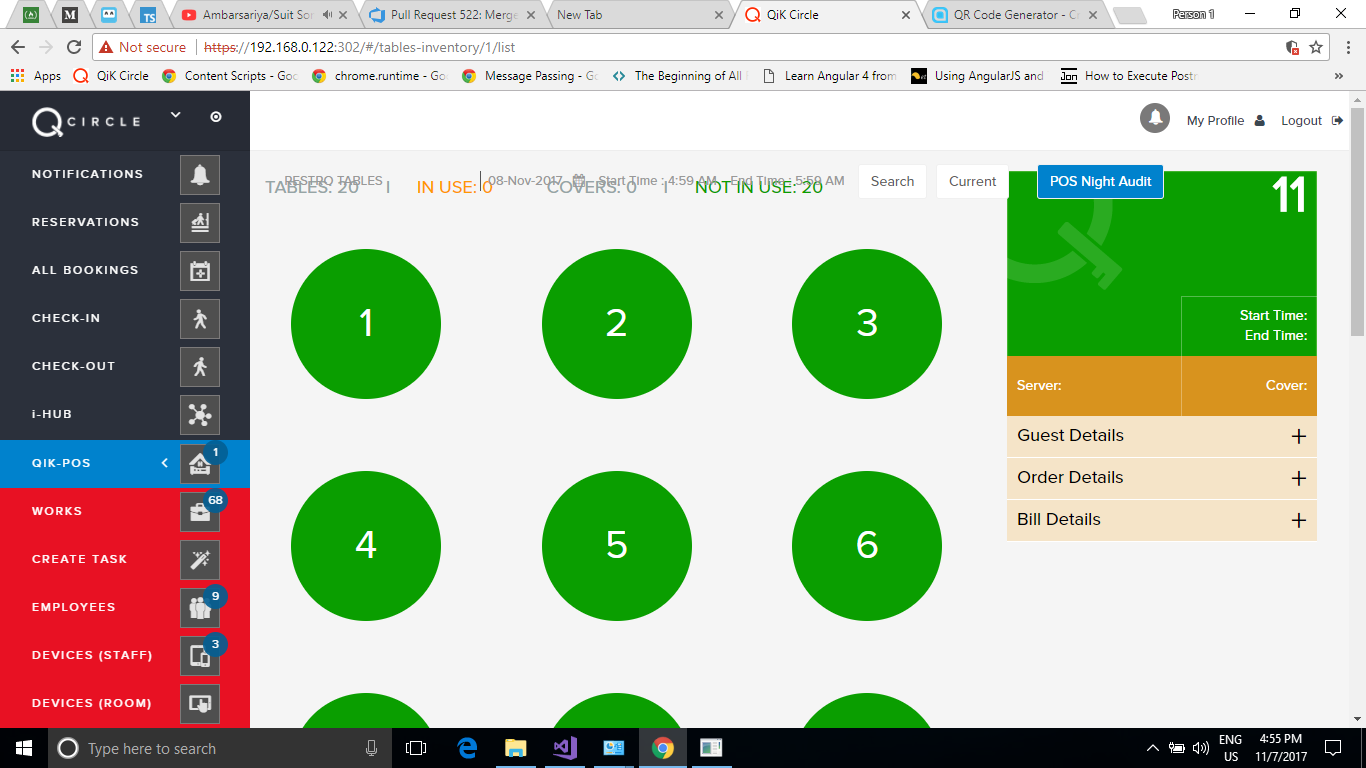 Ambarsariya/Suit Son
Pull Request 522: Merge
New Tab
QiK Circle
QR Code Generator - Cr
Person 1
M
TS
Not secure
https://192.168.0.122:302/#/tables-inventory/1/list
Apps
QiK Circle
Content Scripts - Goo
chrome.runtime - Go
Message Passing - Go
The Beginning of All
Learn Angular 4 from
Using AngularJS and
Jon
How to Execute Postm
»
QCIRCLE
My Profile
Logout
NOTIFICATIONS
RESERVATIONS
ALL BOOKINGS
CHECK-IN
CHECK-OUT
i-HUB
QIK-POS
1
WORKS
68
CREATE TASK
EMPLOYEES
9
DEVICES (STAFF)
3
DEVICES (ROOM)
RESTRO TABLES
08-Nov-2017
Start Time : 4:59 AM
End Time : 5:59 AM
Search
Current
POS Night Audit
TABLES: 20 I IN USE: 0 COVERS: 0 I NOT IN USE: 20
1
2
3
4
5
6
11
Start Time:
End Time:
Server:
Cover:
Guest Details +
Order Details +
Bill Details +
Type here to search
ENG
US
4:55 PM
11/7/2017